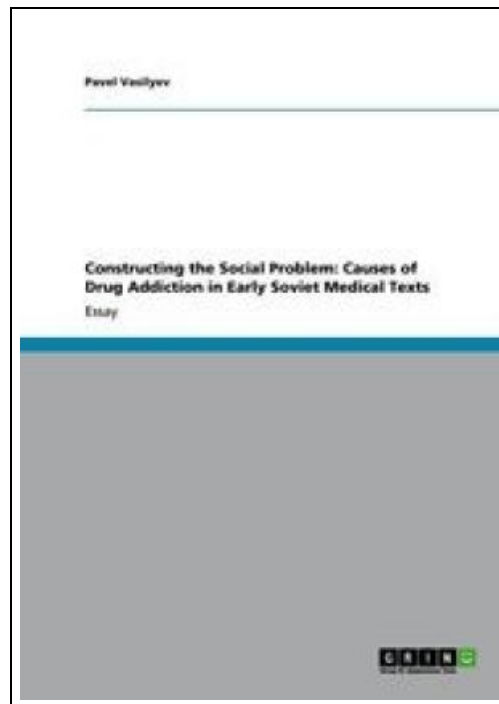 Pavel Vasilyev
Constructing the Social Problem: Causes of
Drug Addiction in Early Soviet Medical Texts
Essay
GRIN